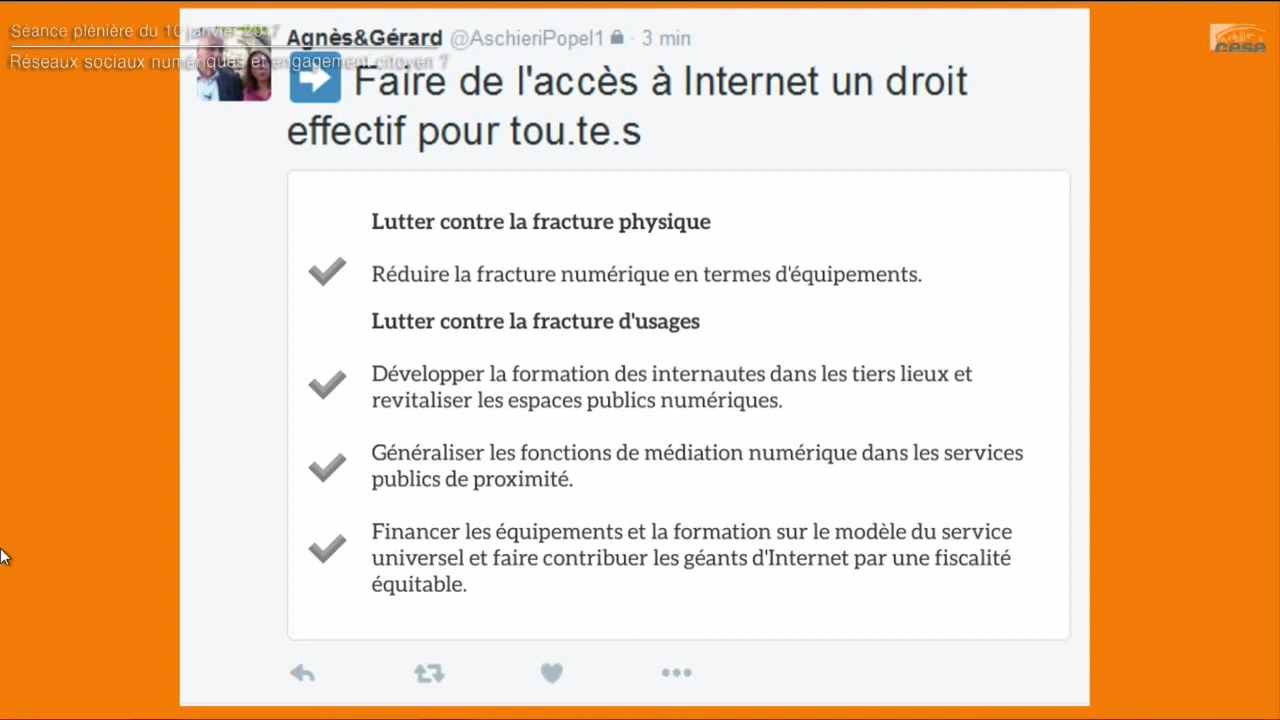 Séance plénière du 10 janvier 2017
Réseaux sociaux numériques et engagement citoyen ?
cese
Agnès&Gérard @AschieriPopel1 · 3 min
Faire de l'accès à Internet un droit
effectif pour tou.te.s
Lutter contre la fracture physique
Réduire la fracture numérique en termes d'équipements.
Lutter contre la fracture d'usages
Développer la formation des internautes dans les tiers lieux et
revitaliser les espaces publics numériques.
Généraliser les fonctions de médiation numérique dans les services
publics de proximité.
Financer les équipements et la formation sur le modèle du service
universel et faire contribuer les géants d'Internet par une fiscalité
équitable.